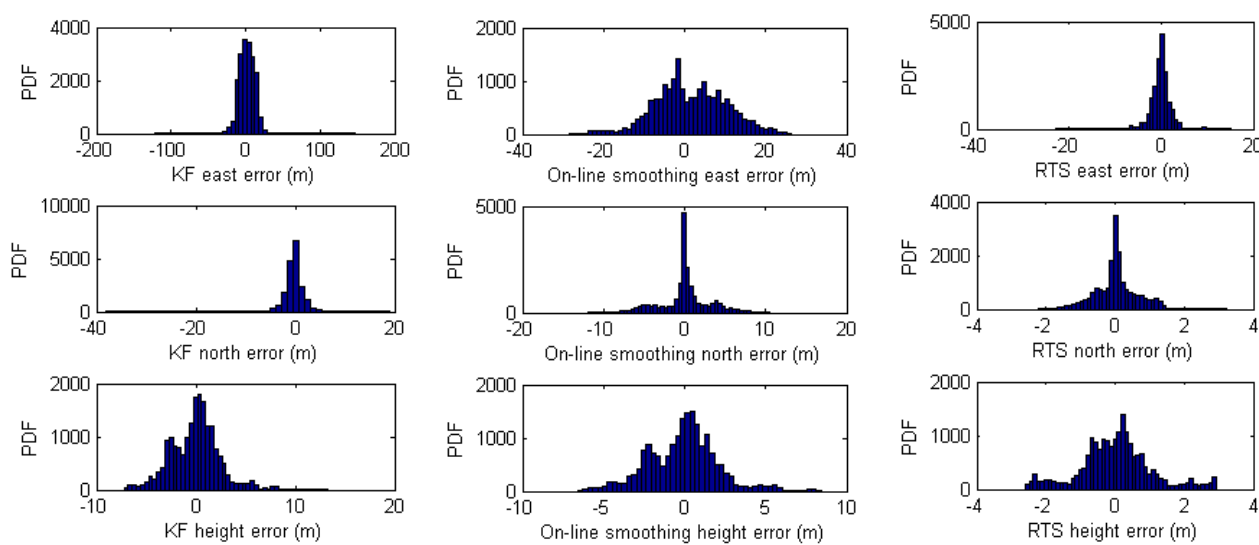 4000
2000
0
PDF
-200 -100 0 100 200
KF east error (m)
2000
1000
0
PDF
-40 -20 0 20 40
On-line smoothing east error (m)
5000
0
PDF
-40 -20 0 20
RTS east error (m)
10000
5000
0
PDF
-40 -20 0 20
KF north error (m)
5000
0
PDF
-20 -10 0 10 20
On-line smoothing north error (m)
4000
2000
0
PDF
-4 -2 0 2 4
RTS north error (m)
2000
1000
0
PDF
-10 0 10 20
KF height error (m)
2000
1000
0
PDF
-10 -5 0 5 10
On-line smoothing height error (m)
2000
1000
0
PDF
-4 -2 0 2 4
RTS height error (m)